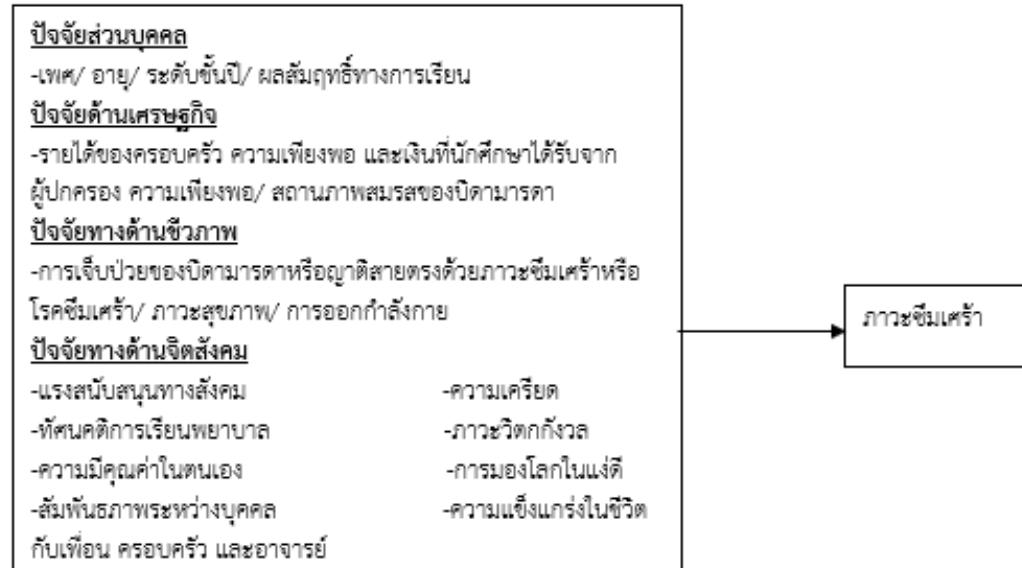 ปัจจัยส่วนบุคคล
-เพศ/ อายุ/ ระดับชั้นปี/ ผลสัมฤทธิ์ทางการเรียน
ปัจจัยด้านเศรษฐกิจ
-รายได้ของครอบครัว ความเพียงพอ และเงินที่นักศึกษาได้รับจาก
ผู้ปกครอง ความเพียงพอ/ สถานภาพสมรสของบิดามารดา
ปัจจัยทางด้านชีวภาพ
-การเจ็บป่วยของบิดามารดาหรือญาติสายตรงด้วยภาวะซึมเศร้าหรือ
โรคซึมเศร้า/ ภาวะสุขภาพ/ การออกกำลังกาย
ปัจจัยทางด้านจิตสังคม
-แรงสนับสนุนทางสังคม -ความเครียด
-ทัศนคติการเรียนพยาบาล -ภาวะวิตกกังวล
-ความมีคุณค่าในตนเอง -การมองโลกในแง่ดี
-สัมพันธภาพระหว่างบุคคล -ความแข็งแกร่งในชีวิต
กับเพื่อน ครอบครัว และอาจารย์
ภาวะซึมเศร้า